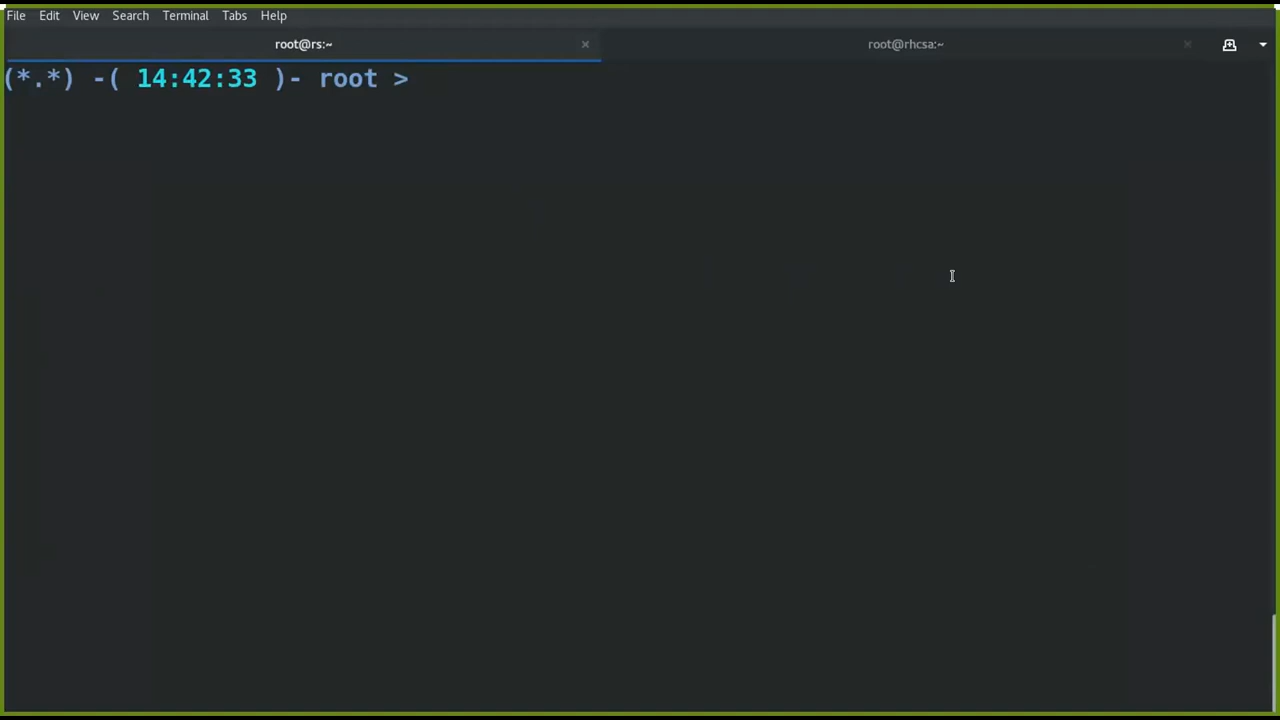 File Edit View Search Terminal Tabs Help
root@rs:~ × root@rhcsa:~ ×
(*.*) -( 14:42:33 )- root >